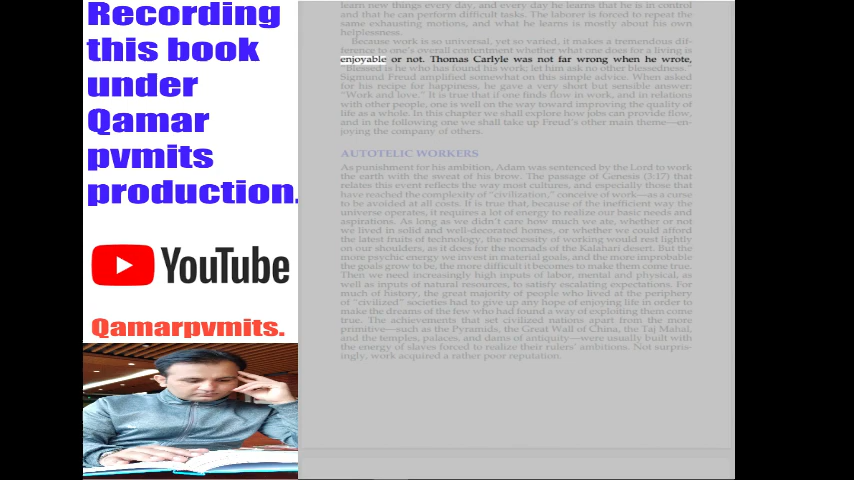 Recording
this book
under
Qamar
pvmits
production.
YouTube
Qamarpvmits.
learn new things every day, and every day he learns that he is in control
and that he can perform difficult tasks. The laborer is forced to repeat the
same exhausting motions, and what he learns is mostly about his own
helplessness.
Because work is so universal, yet so varied, it makes a tremendous dif-
ference to one's overall contentment whether what one does for a living is
enjoyable or not. Thomas Carlyle was not far wrong when he wrote,
"Blessed is he who has found his work; let him ask no other blessedness."
Sigmund Freud amplified somewhat on this simple advice. When asked
for his recipe for happiness, he gave a very short but sensible answer:
"Work and love." It is true that if one finds flow in work, and in relations
with other people, one is well on the way toward improving the quality of
life as a whole. In this chapter we shall explore how jobs can provide flow,
and in the following one we shall take up Freud's other main theme—en-
joying the company of others.
AUTOTELIC WORKERS
As punishment for his ambition, Adam was sentenced by the Lord to work
the earth with the sweat of his brow. The passage of Genesis (3:17) that
relates this event reflects the way most cultures, and especially those that
have reached the complexity of "civilization," conceive of work—as a curse
to be avoided at all costs. It is true that, because of the inefficient way the
universe operates, it requires a lot of energy to realize our basic needs and
aspirations. As long as we didn't care how much we ate, whether or not
we lived in solid and well-decorated homes, or whether we could afford
the latest fruits of technology, the necessity of working would rest lightly
on our shoulders, as it does for the nomads of the Kalahari desert. But the
more psychic energy we invest in material goals, and the more improbable
the goals grow to be, the more difficult it becomes to make them come true.
Then we need increasingly high inputs of labor, mental and physical, as
well as inputs of natural resources, to satisfy escalating expectations. For
much of history, the great majority of people who lived at the periphery
of "civilized" societies had to give up any hope of enjoying life in order to
make the dreams of the few who had found a way of exploiting them come
true. The achievements that set civilized nations apart from the more
primitive—such as the Pyramids, the Great Wall of China, the Taj Mahal,
and the temples, palaces, and dams of antiquity—were usually built with
the energy of slaves forced to realize their rulers' ambitions. Not surpris-
ingly, work acquired a rather poor reputation.